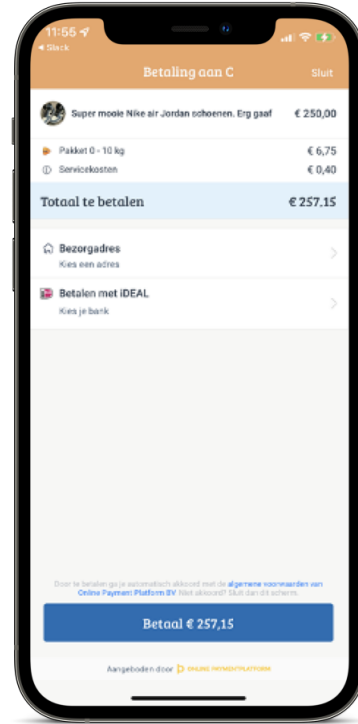 11:55
◂ Slack
Betaling aan C
Sluit
Super mooie Nike air Jordan schoenen. Erg gaaf € 250,00
Pakket 0 - 10 kg € 6,75
Servicekosten € 0,40
Totaal te betalen € 257,15
Bezorgadres
Kies een adres
Betalen met iDEAL
Kies je bank
Door te betalen ga je automatisch akkoord met de algemene voorwaarden van
Online Payment Platform BV. Niet akkoord? Sluit dan dit scherm.
Betaal € 257,15
Aangeboden door ONLINE PAYMENTPLATFORM